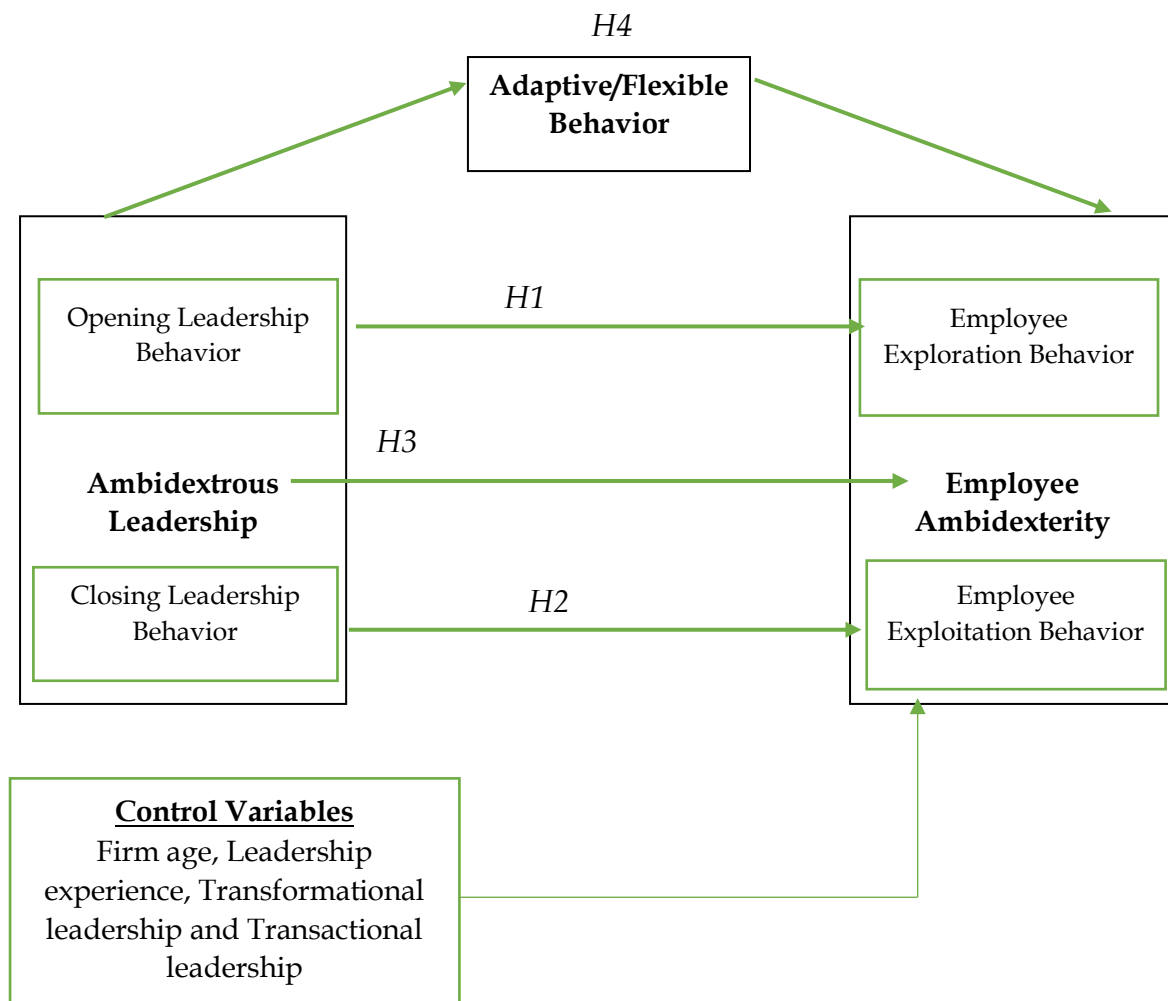 H4
Adaptive/Flexible
Behavior
Opening Leadership
Behavior
H1
Employee
Exploration Behavior
H3
Ambidextrous
Leadership
Employee
Ambidexterity
Closing Leadership
Behavior
H2
Employee
Exploitation Behavior
Control Variables
Firm age, Leadership
experience, Transformational
leadership and Transactional
leadership